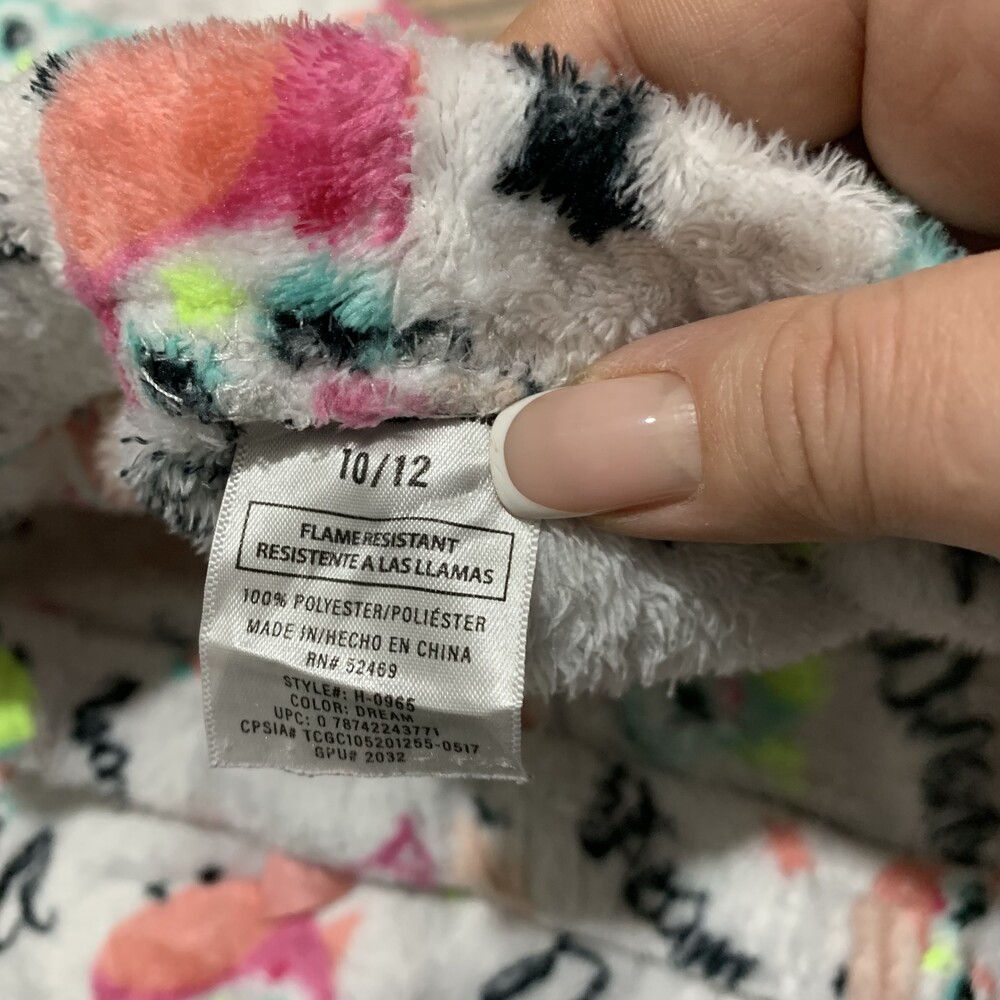 10/12
FLAME RESISTANT
RESISTENTE A LAS LLAMAS
100% POLYESTER/POLIÉSTER
MADE IN/HECHO EN CHINA
RN# 52469
STYLE#: H-0965
COLOR: DREAM
UPC: 0 78742243771
CPSIA# TCGC105201255-0517
GPU# 2032